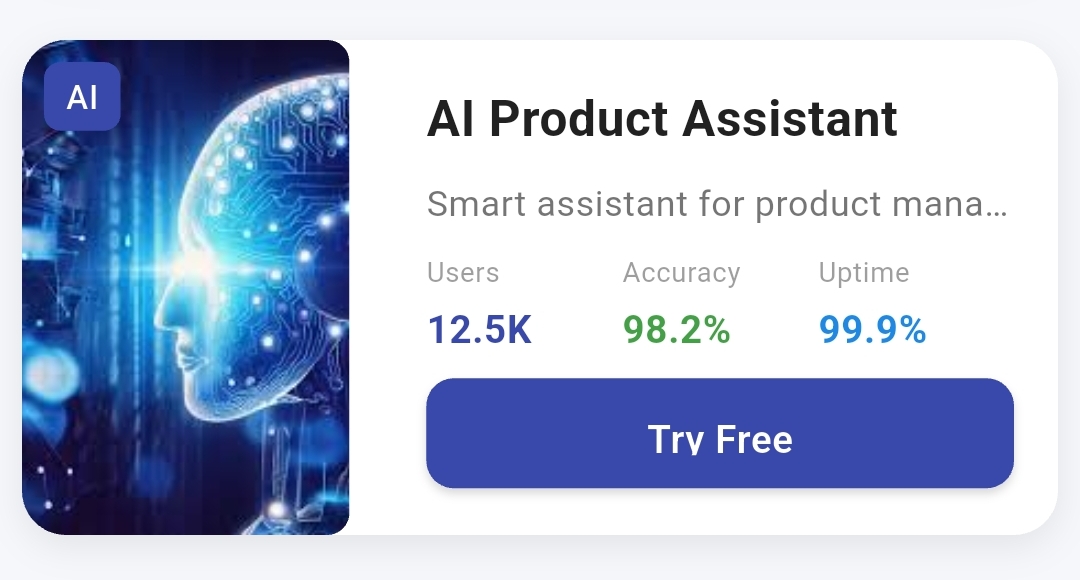 AI
AI Product Assistant
Smart assistant for product mana...
Users Accuracy Uptime
12.5K 98.2% 99.9%
Try Free